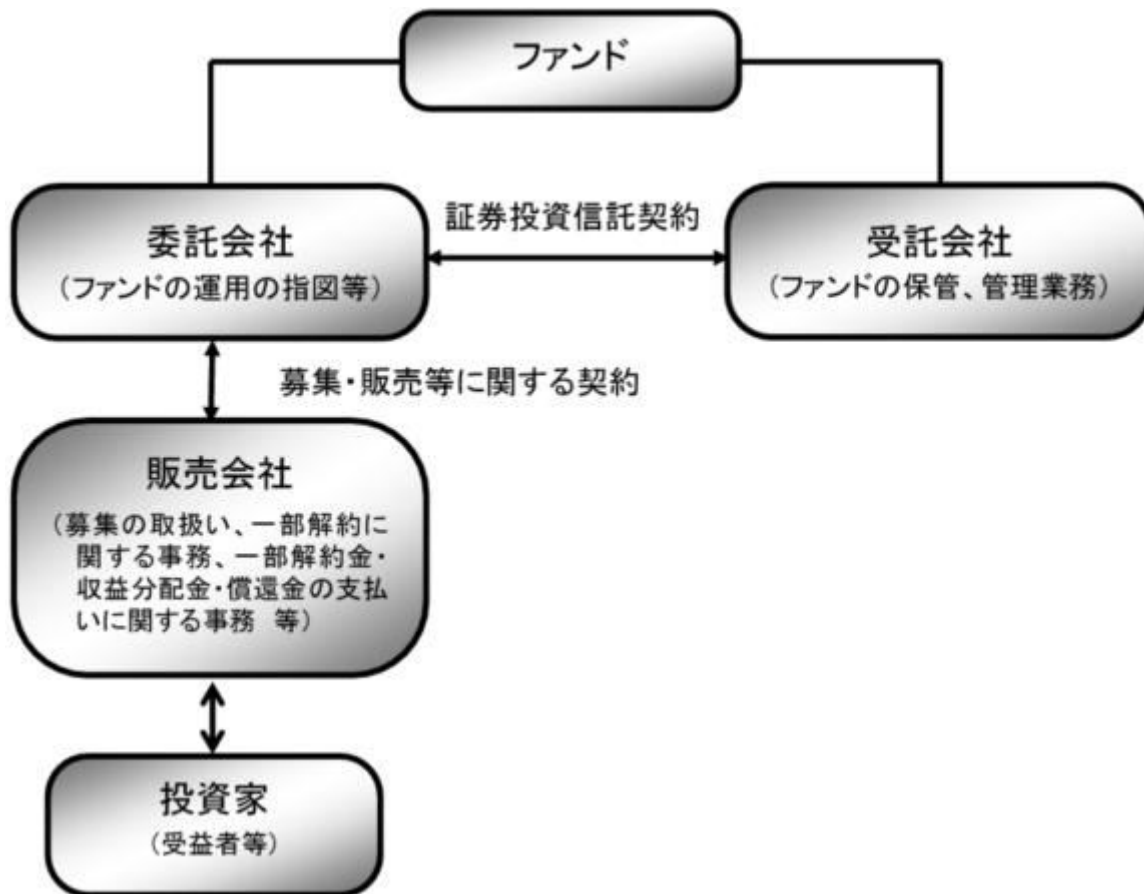 ファンド
委託会社
(ファンドの運用の指図等)
証券投資信託契約
受託会社
(ファンドの保管、管理業務)
募集・販売等に関する契約
販売会社
(募集の取扱い、一部解約に
関する事務、一部解約金・
収益分配金・償還金の支払
いに関する事務 等)
投資家
(受益者等)